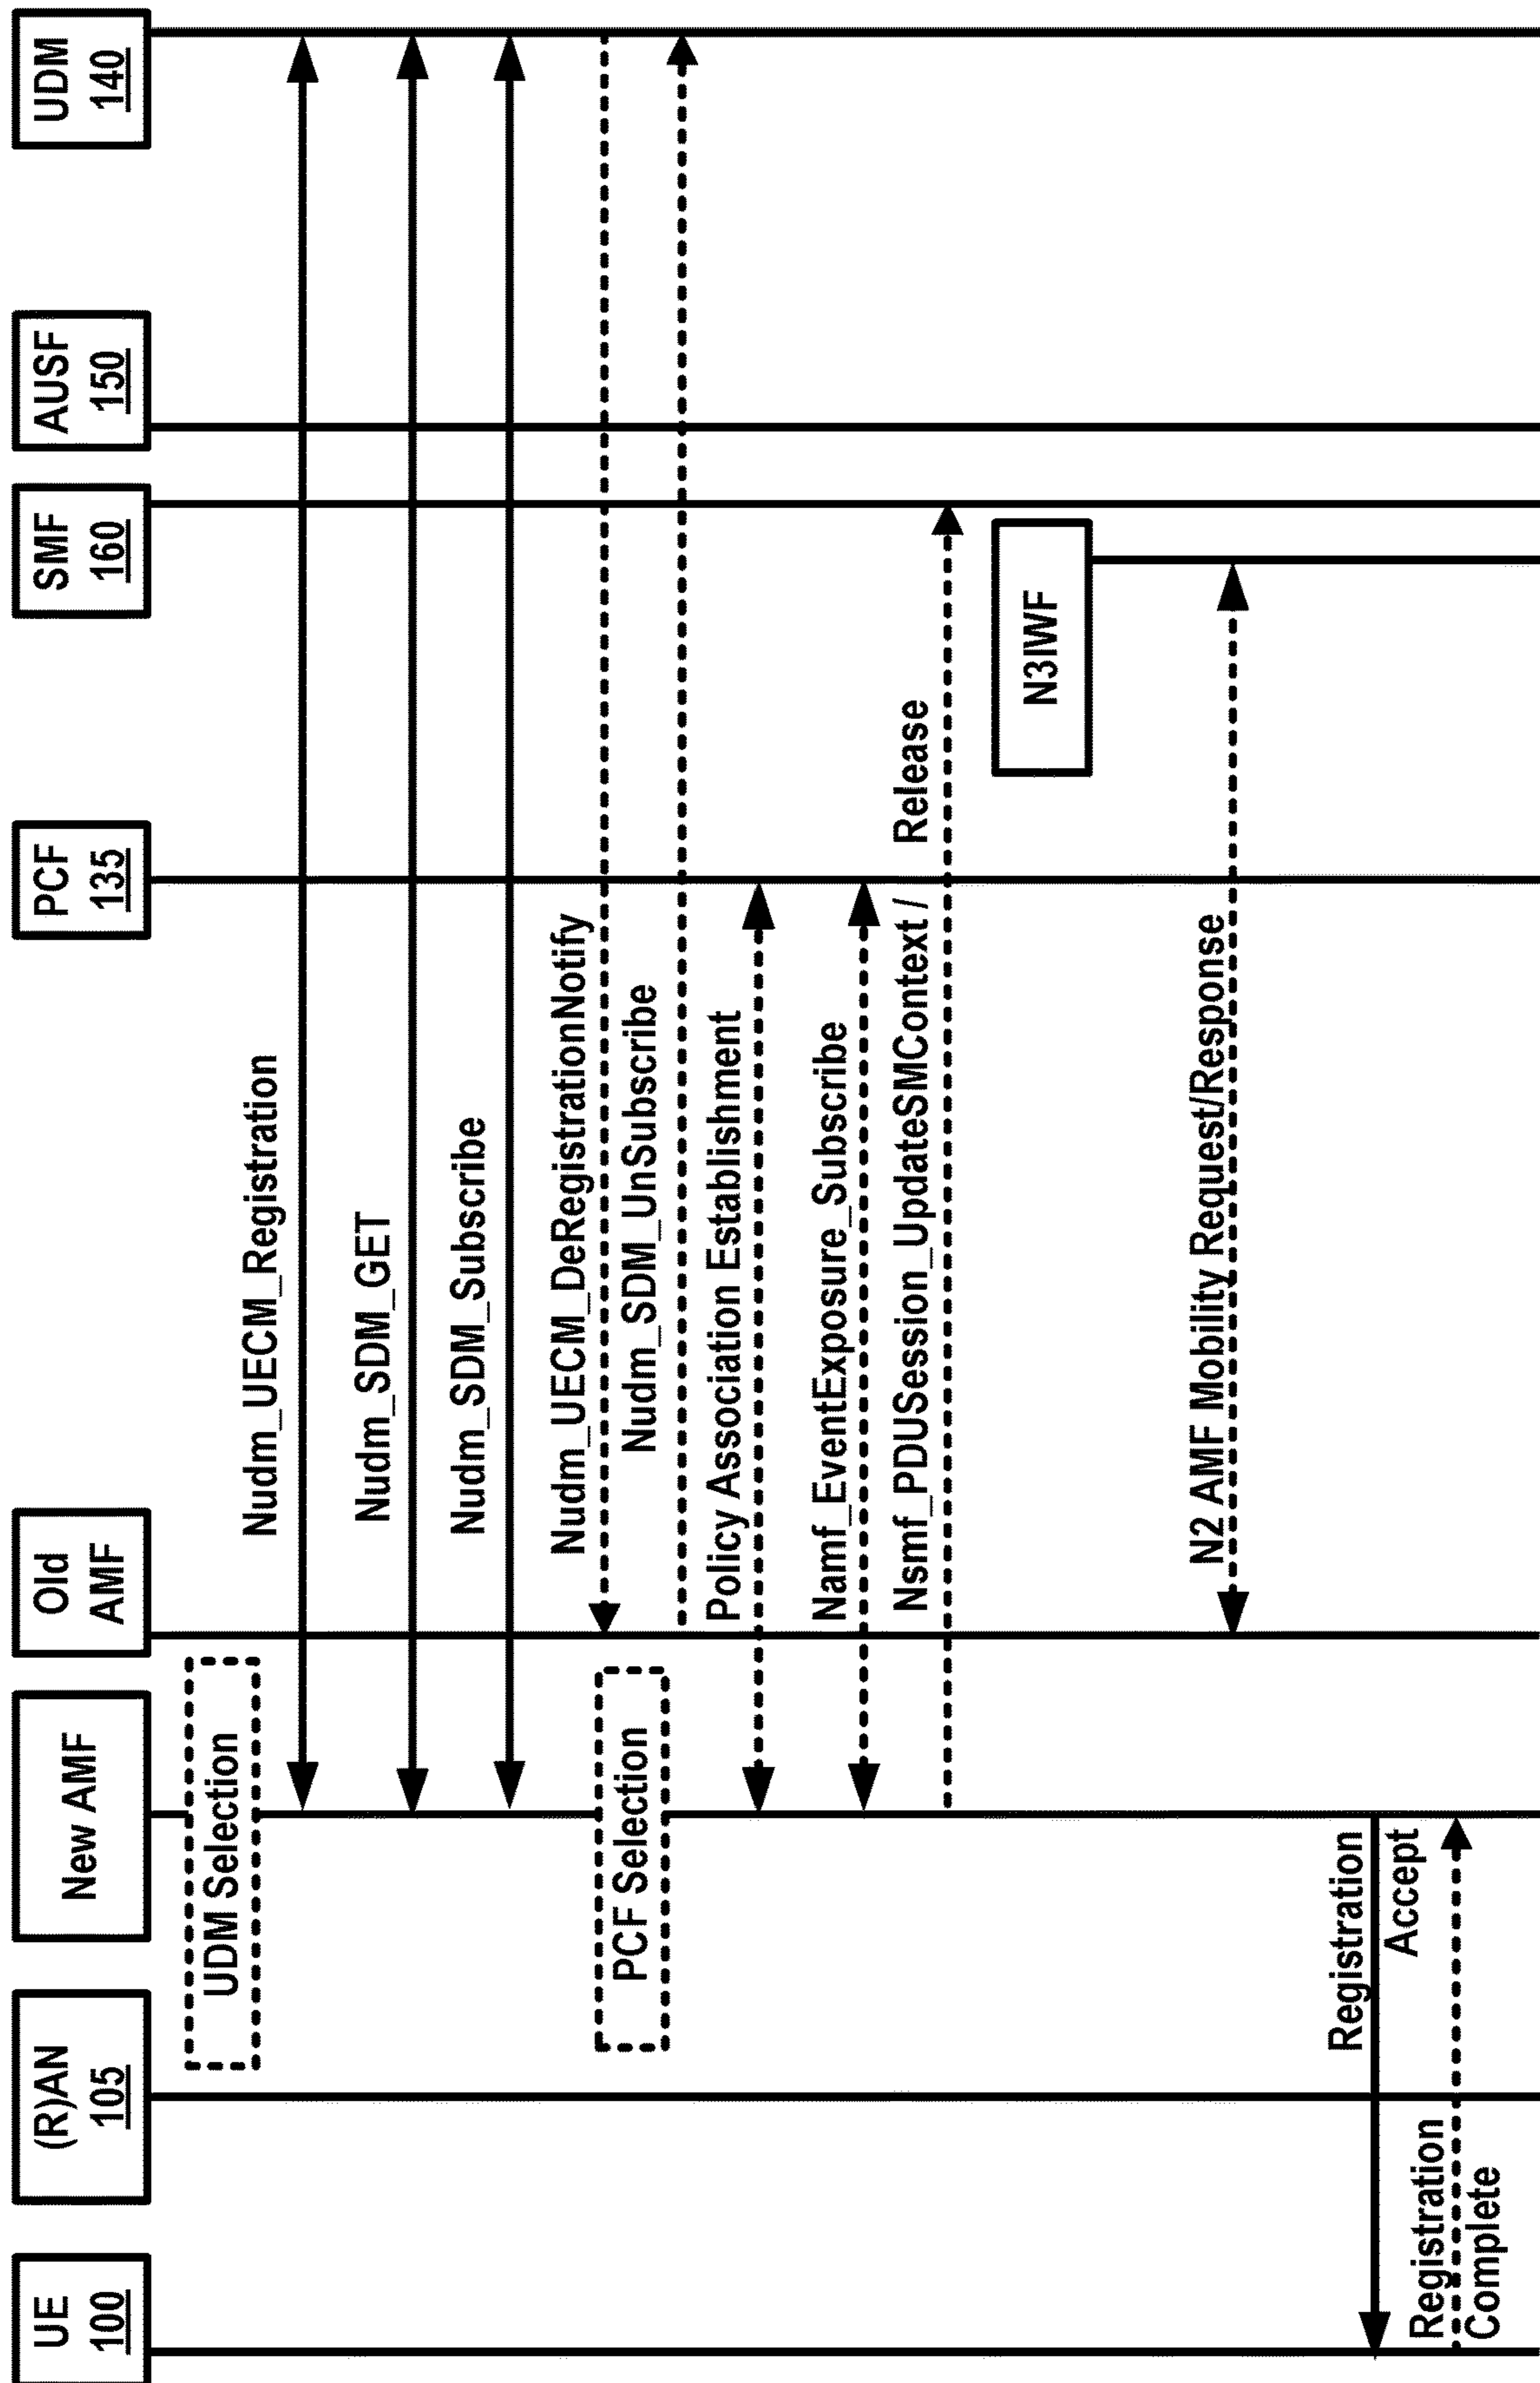 UE
100
(R)AN
105
New AMF
Old
AMF
PCF
135
SMF
160
AUSF
150
UDM
140
UDM Selection
Nudm_UECM_Registration
Nudm_SDM_GET
Nudm_SDM_Subscribe
Nudm_UECM_DeRegistrationNotify
PCF Selection
Nudm_SDM_UnSubscribe
Policy Association Establishment
Namf_EventExposure_Subscribe
Nsmf_PDUSession_UpdateSMContext / Release
N3IWF
N2 AMF Mobility Request/Response
Registration
Accept
Registration
Complete